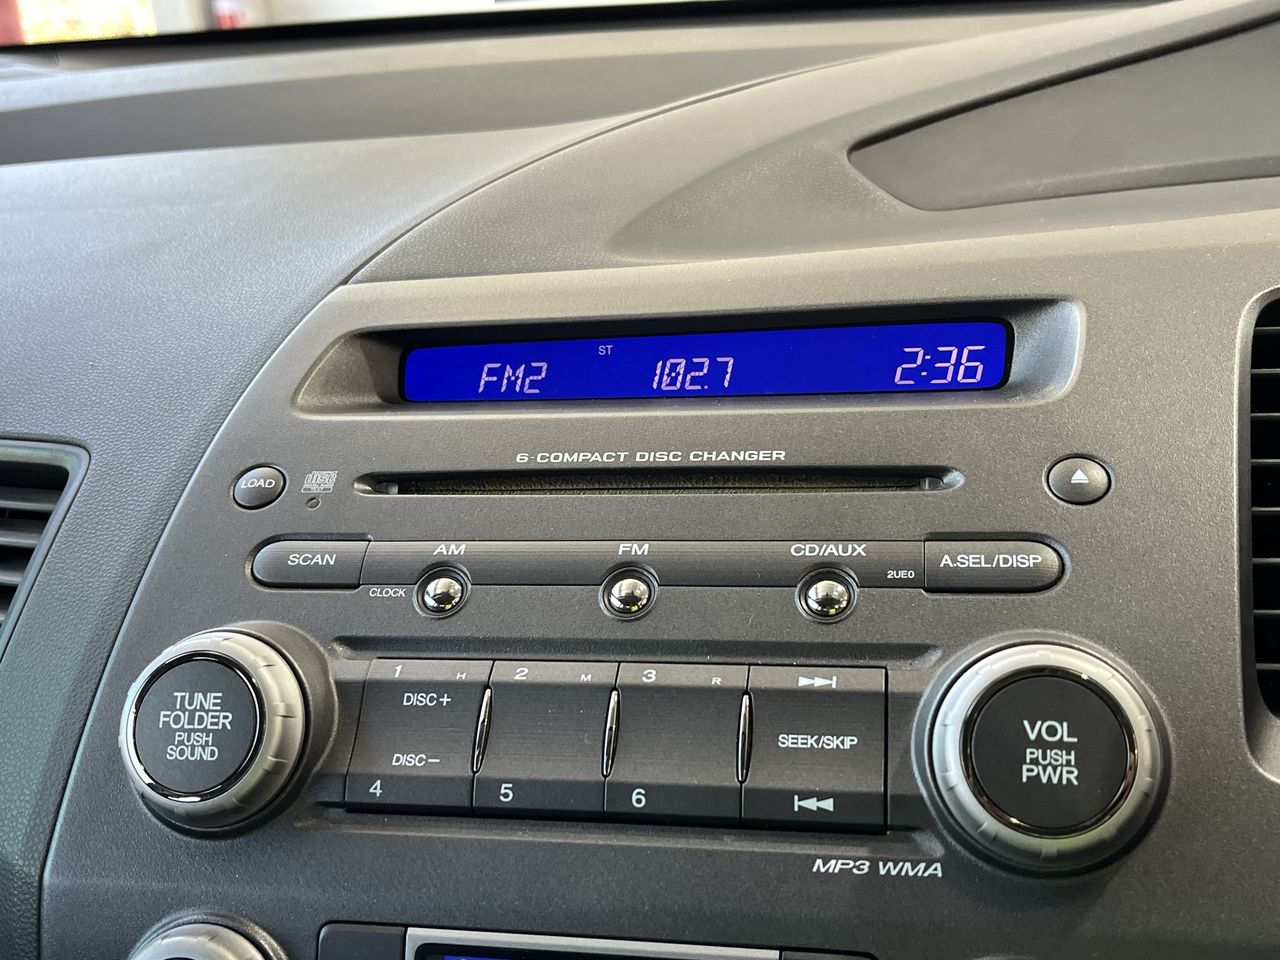 FM2 ST 102.7 2:36
6-COMPACT DISC CHANGER
LOAD
disc
SCAN
AM
FM
CD/AUX
A.SEL/DISP
CLOCK
2UE0
TUNE
FOLDER
PUSH
SOUND
1 H
2 M
3 R
DISC+
DISC–
SEEK/SKIP
4
5
6
VOL
PUSH
PWR
MP3 WMA